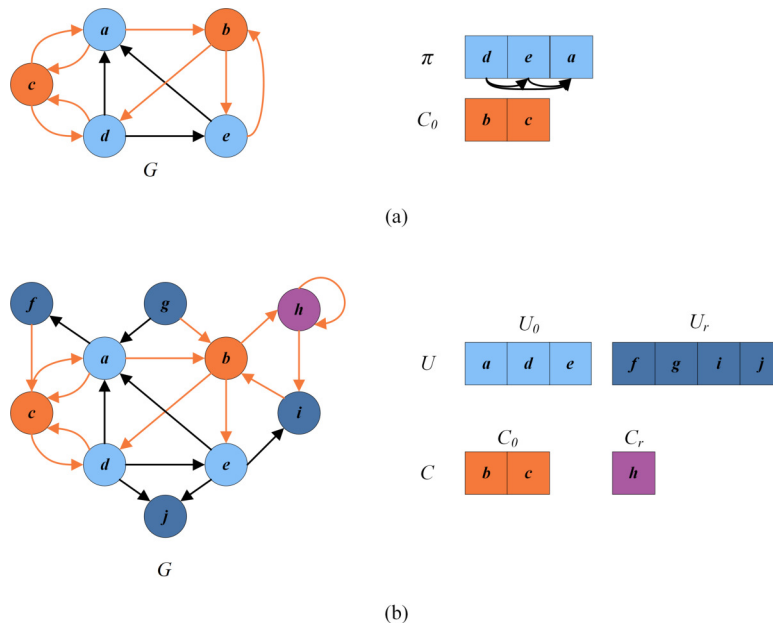 a b
c
d e
G
π d e a
C₀ b c
(a)
f g h
a b
c i
d e
j
G
U₀ Uᵣ
U a d e f g i j
C₀ Cᵣ
C b c h
(b)